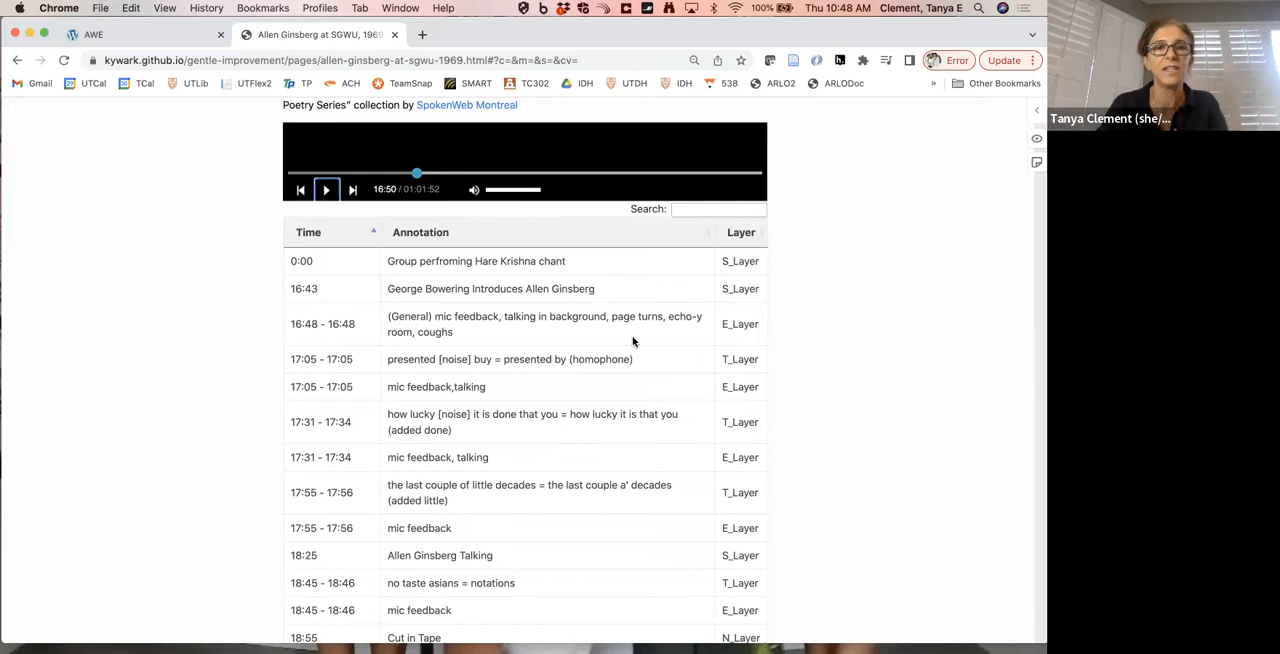 Chrome File Edit View History Bookmarks Profiles Tab Window Help 100% Thu 10:48 AM Clement, Tanya E
AWE Allen Ginsberg at SGWU, 1969
kywark.github.io/gentle-improvement/pages/allen-ginsberg-at-sgwu-1969.html#?c=&m=&s=&cv= Error Update
Gmail UTCal TCal UTLib UTFlex2 TP ACH TeamSnap SMART TC302 IDH UTDH IDH 538 ARLO2 ARLODoc » Other Bookmarks
Poetry Series” collection by SpokenWeb Montreal
16:50 / 01:01:52
Search:
Time Annotation Layer
0:00 Group perfroming Hare Krishna chant S_Layer
16:43 George Bowering Introduces Allen Ginsberg S_Layer
16:48 - 16:48 (General) mic feedback, talking in background, page turns, echo-y E_Layer
room, coughs
17:05 - 17:05 presented [noise] buy = presented by (homophone) T_Layer
17:05 - 17:05 mic feedback,talking E_Layer
17:31 - 17:34 how lucky [noise] it is done that you = how lucky it is that you T_Layer
(added done)
17:31 - 17:34 mic feedback, talking E_Layer
17:55 - 17:56 the last couple of little decades = the last couple a' decades T_Layer
(added little)
17:55 - 17:56 mic feedback E_Layer
18:25 Allen Ginsberg Talking S_Layer
18:45 - 18:46 no taste asians = notations T_Layer
18:45 - 18:46 mic feedback E_Layer
18:55 Cut in Tape N_Layer
Tanya Clement (she/...